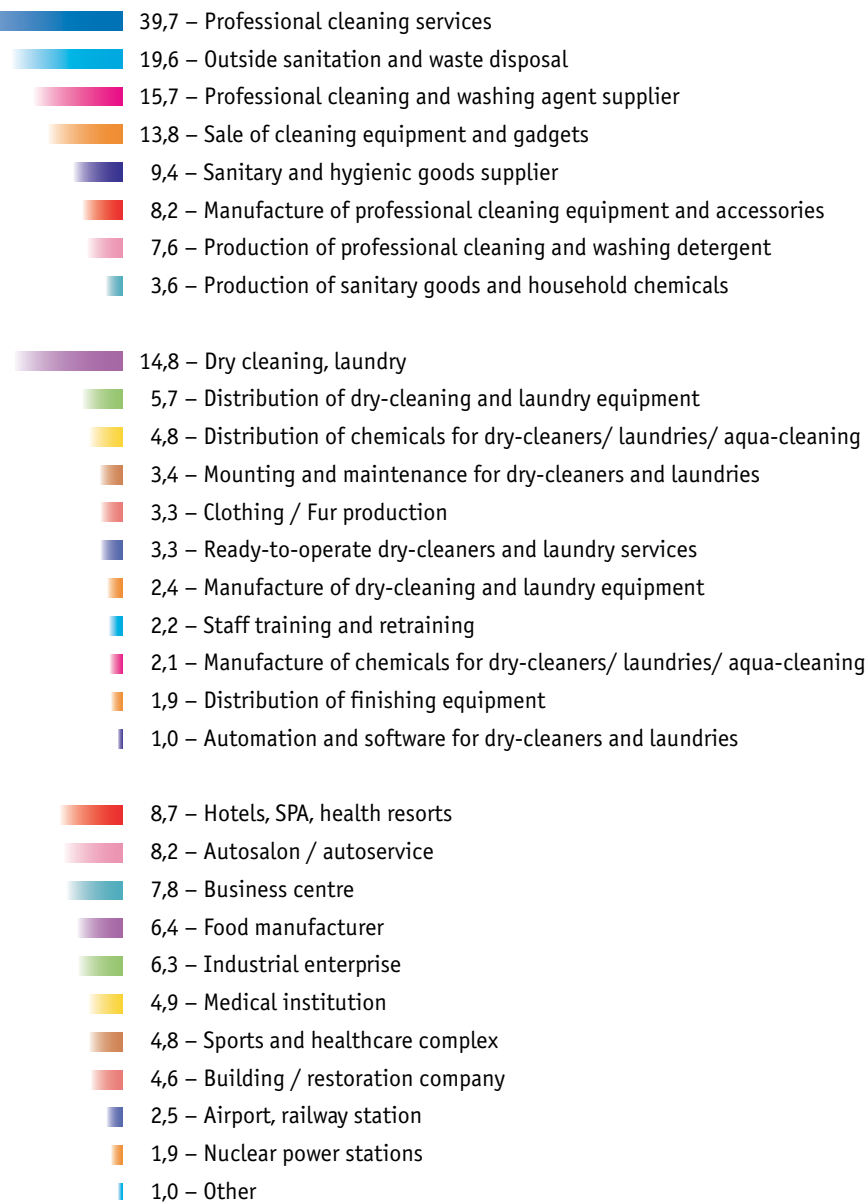 39,7 – Professional cleaning services
19,6 – Outside sanitation and waste disposal
15,7 – Professional cleaning and washing agent supplier
13,8 – Sale of cleaning equipment and gadgets
9,4 – Sanitary and hygienic goods supplier
8,2 – Manufacture of professional cleaning equipment and accessories
7,6 – Production of professional cleaning and washing detergent
3,6 – Production of sanitary goods and household chemicals
14,8 – Dry cleaning, laundry
5,7 – Distribution of dry-cleaning and laundry equipment
4,8 – Distribution of chemicals for dry-cleaners/ laundries/ aqua-cleaning
3,4 – Mounting and maintenance for dry-cleaners and laundries
3,3 – Clothing / Fur production
3,3 – Ready-to-operate dry-cleaners and laundry services
2,4 – Manufacture of dry-cleaning and laundry equipment
2,2 – Staff training and retraining
2,1 – Manufacture of chemicals for dry-cleaners/ laundries/ aqua-cleaning
1,9 – Distribution of finishing equipment
1,0 – Automation and software for dry-cleaners and laundries
8,7 – Hotels, SPA, health resorts
8,2 – Autosalon / autoservice
7,8 – Business centre
6,4 – Food manufacturer
6,3 – Industrial enterprise
4,9 – Medical institution
4,8 – Sports and healthcare complex
4,6 – Building / restoration company
2,5 – Airport, railway station
1,9 – Nuclear power stations
1,0 – Other